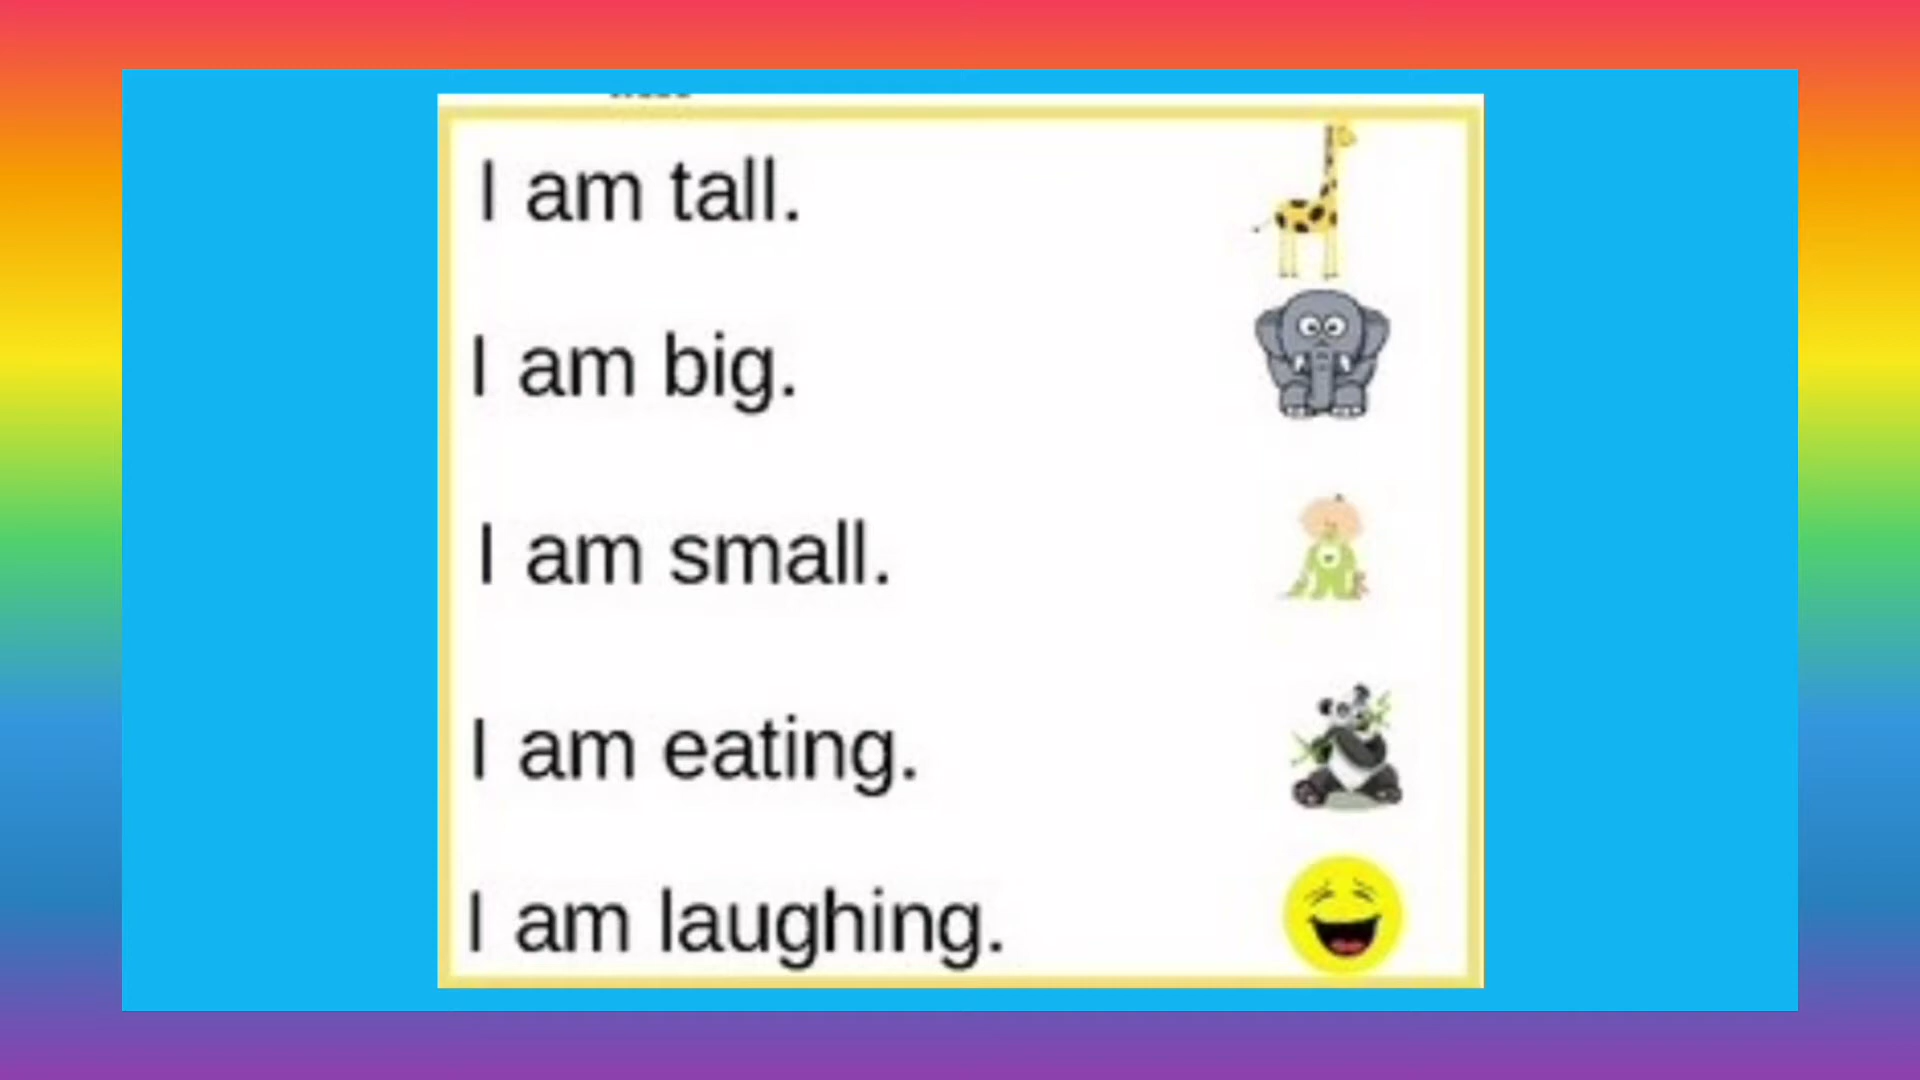 I am tall.
I am big.
I am small.
I am eating.
I am laughing.